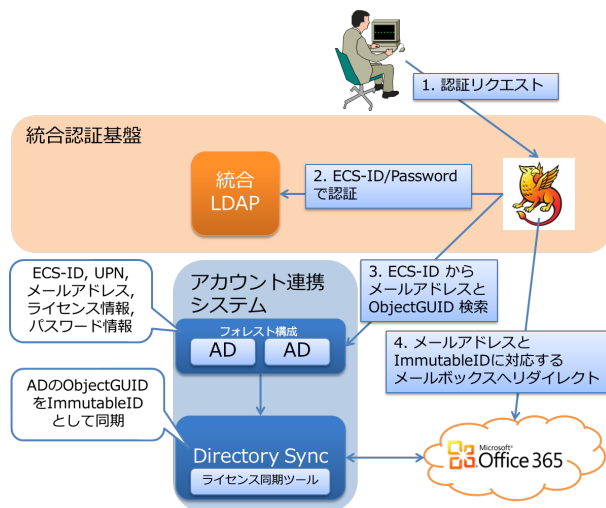 1. 認証リクエスト
統合認証基盤
統合
LDAP
2. ECS-ID/Password
で認証
ECS-ID, UPN,
メールアドレス,
ライセンス情報,
パスワード情報
アカウント連携
システム
フォレスト構成
AD
AD
3. ECS-ID から
メールアドレスと
ObjectGUID 検索
4. メールアドレスと
ImmutableIDに対応する
メールボックスへリダイレクト
ADのObjectGUID
をImmutableID
として同期
Directory Sync
ライセンス同期ツール
Microsoft®
Office 365